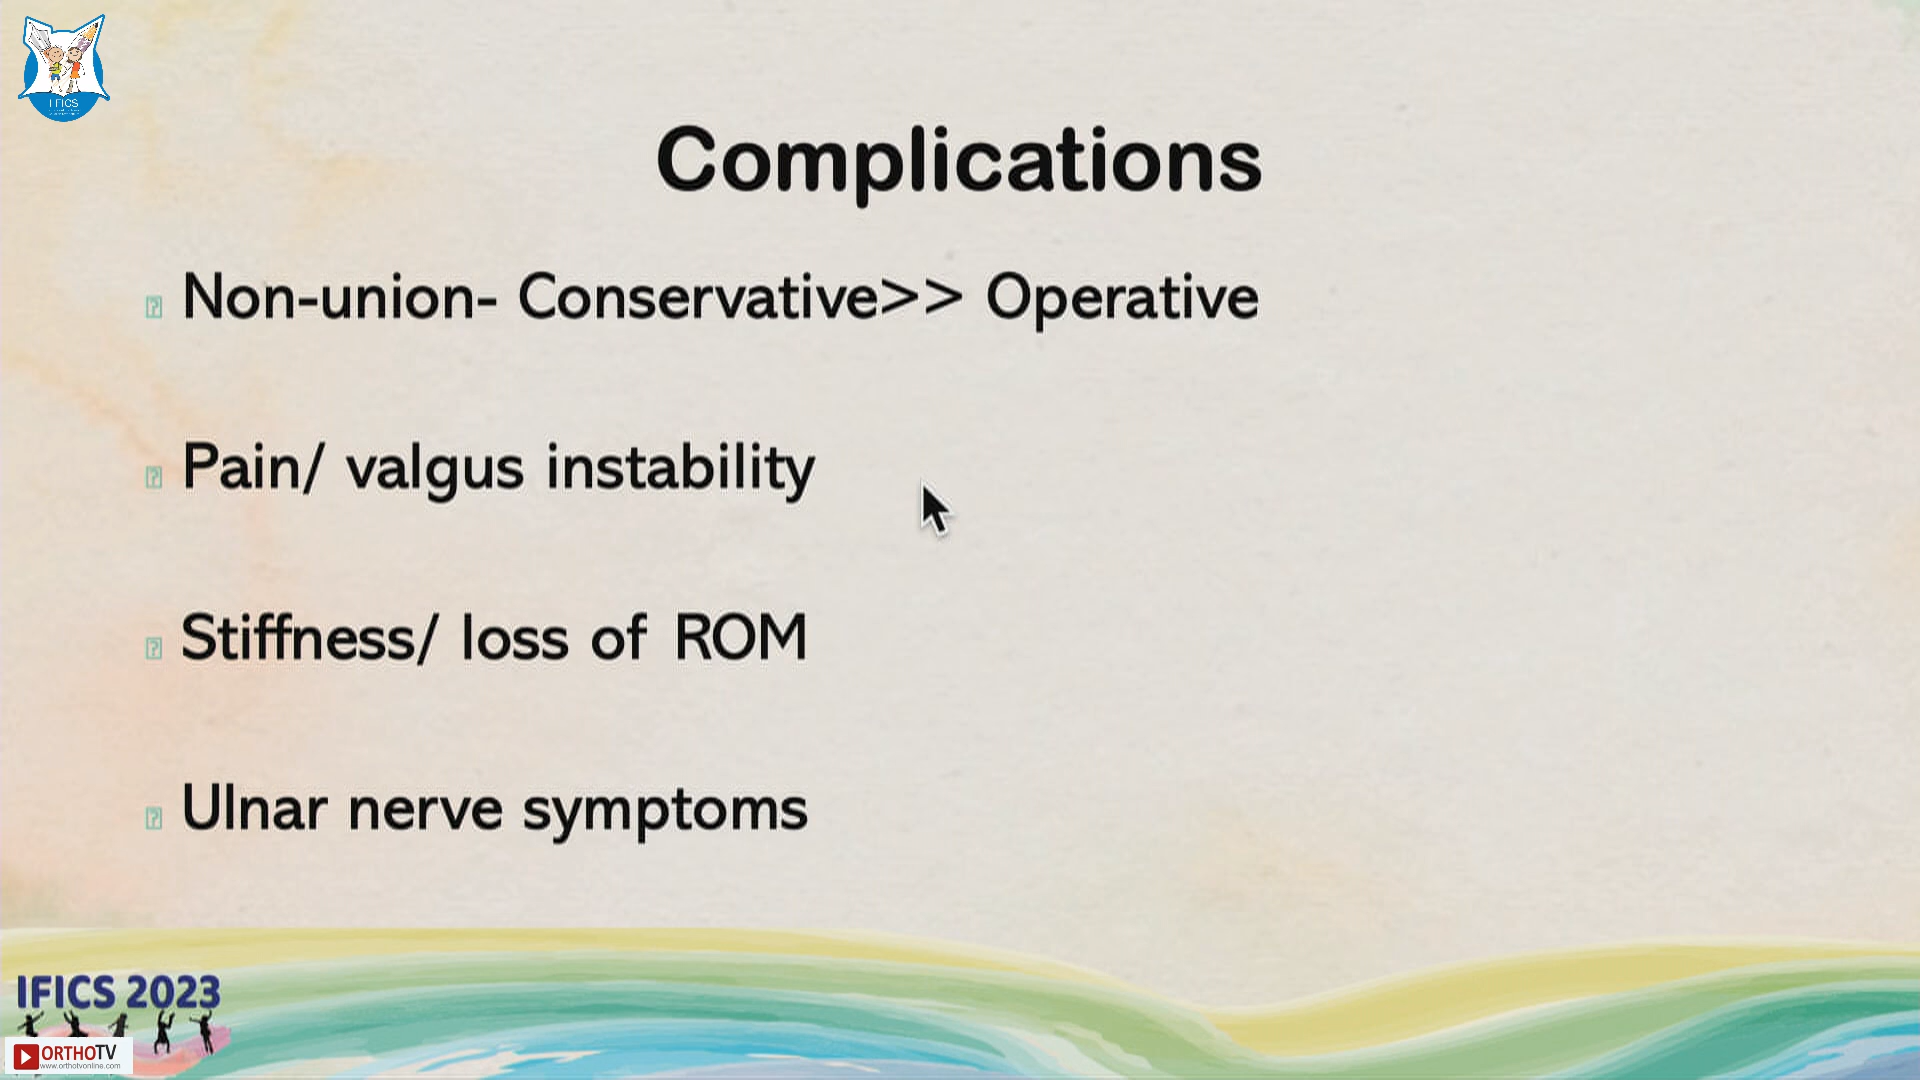 IFICS
Complications
Non-union- Conservative>> Operative
Pain/ valgus instability
Stiffness/ loss of ROM
Ulnar nerve symptoms
IFICS 2023
ORTHOTV
www.orthotvonline.com